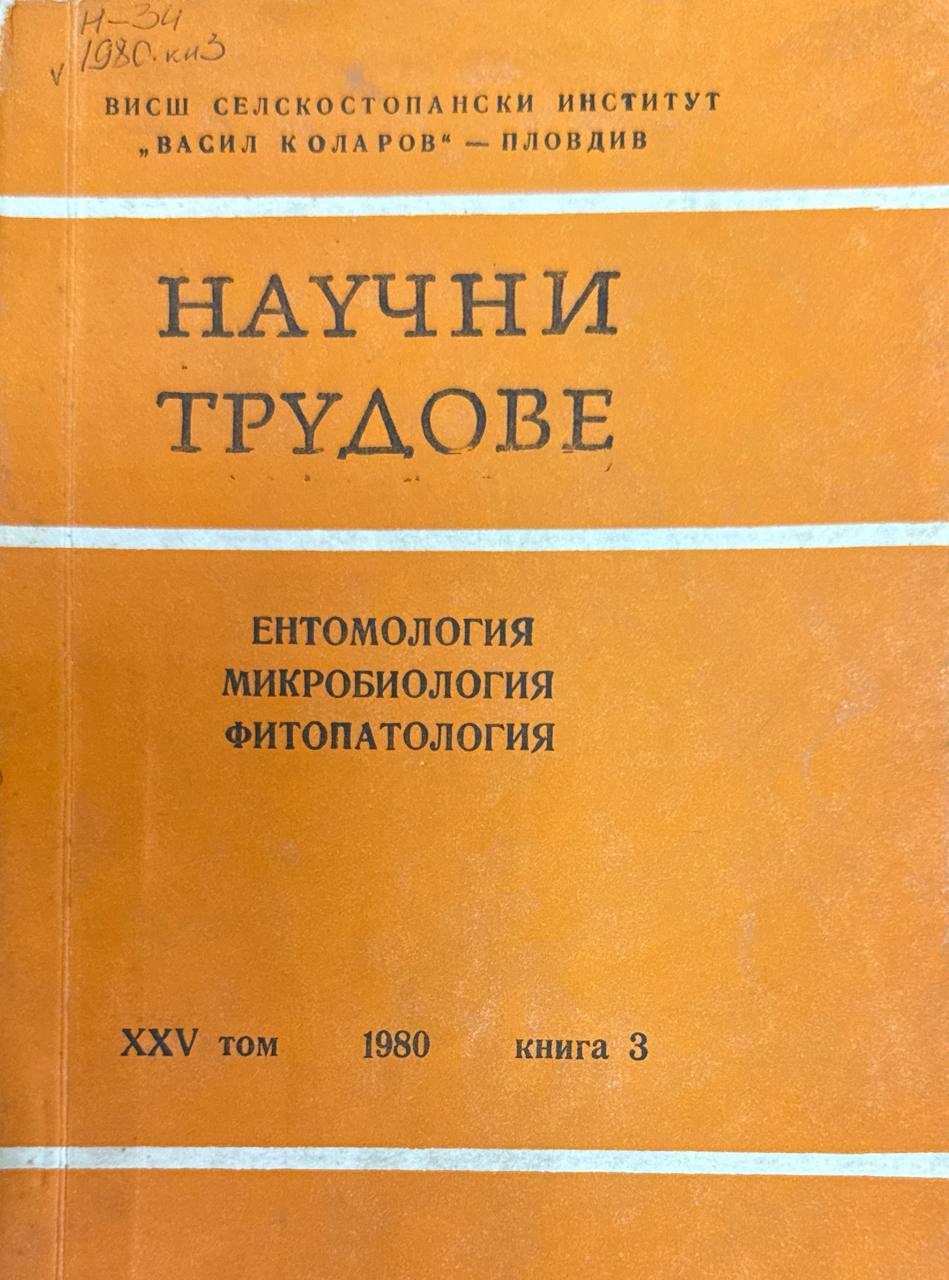 Н-34
1980. кн3
v
ВИСШ СЕЛСКОСТОПАНСКИ ИНСТИТУТ
„ВАСИЛ КОЛАРОВ“ — ПЛОВДИВ
НАУЧНИ
ТРУДОВЕ
ЕНТОМОЛОГИЯ
МИКРОБИОЛОГИЯ
ФИТОПАТОЛОГИЯ
XXV том 1980 книга 3